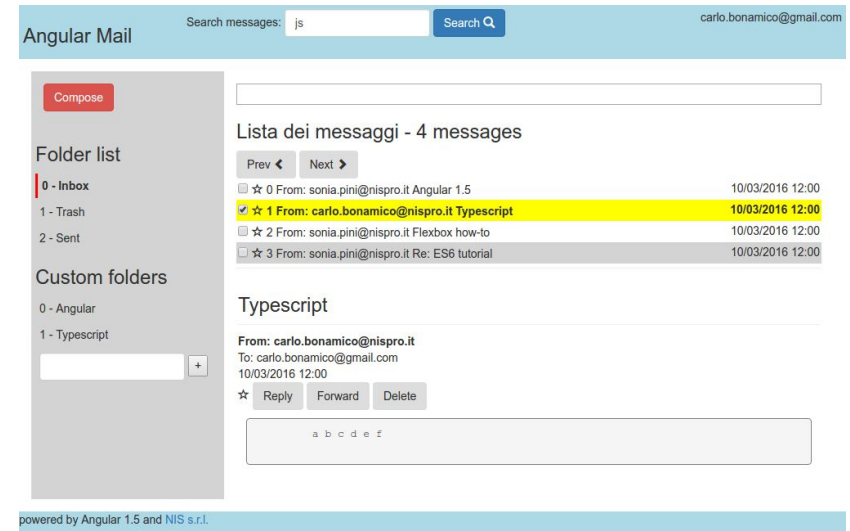 Angular Mail
Search messages: js Search
carlo.bonamico@gmail.com
Compose
Folder list
0 - Inbox
1 - Trash
2 - Sent
Custom folders
0 - Angular
1 - Typescript
+
Lista dei messaggi - 4 messages
Prev Next
0 From: sonia.pini@nispro.it Angular 1.5 10/03/2016 12:00
1 From: carlo.bonamico@nispro.it Typescript 10/03/2016 12:00
2 From: sonia.pini@nispro.it Flexbox how-to 10/03/2016 12:00
3 From: sonia.pini@nispro.it Re: ES6 tutorial 10/03/2016 12:00
Typescript
From: carlo.bonamico@nispro.it
To: carlo.bonamico@gmail.com
10/03/2016 12:00
Reply Forward Delete
a b c d e f
powered by Angular 1.5 and NIS s.r.l.